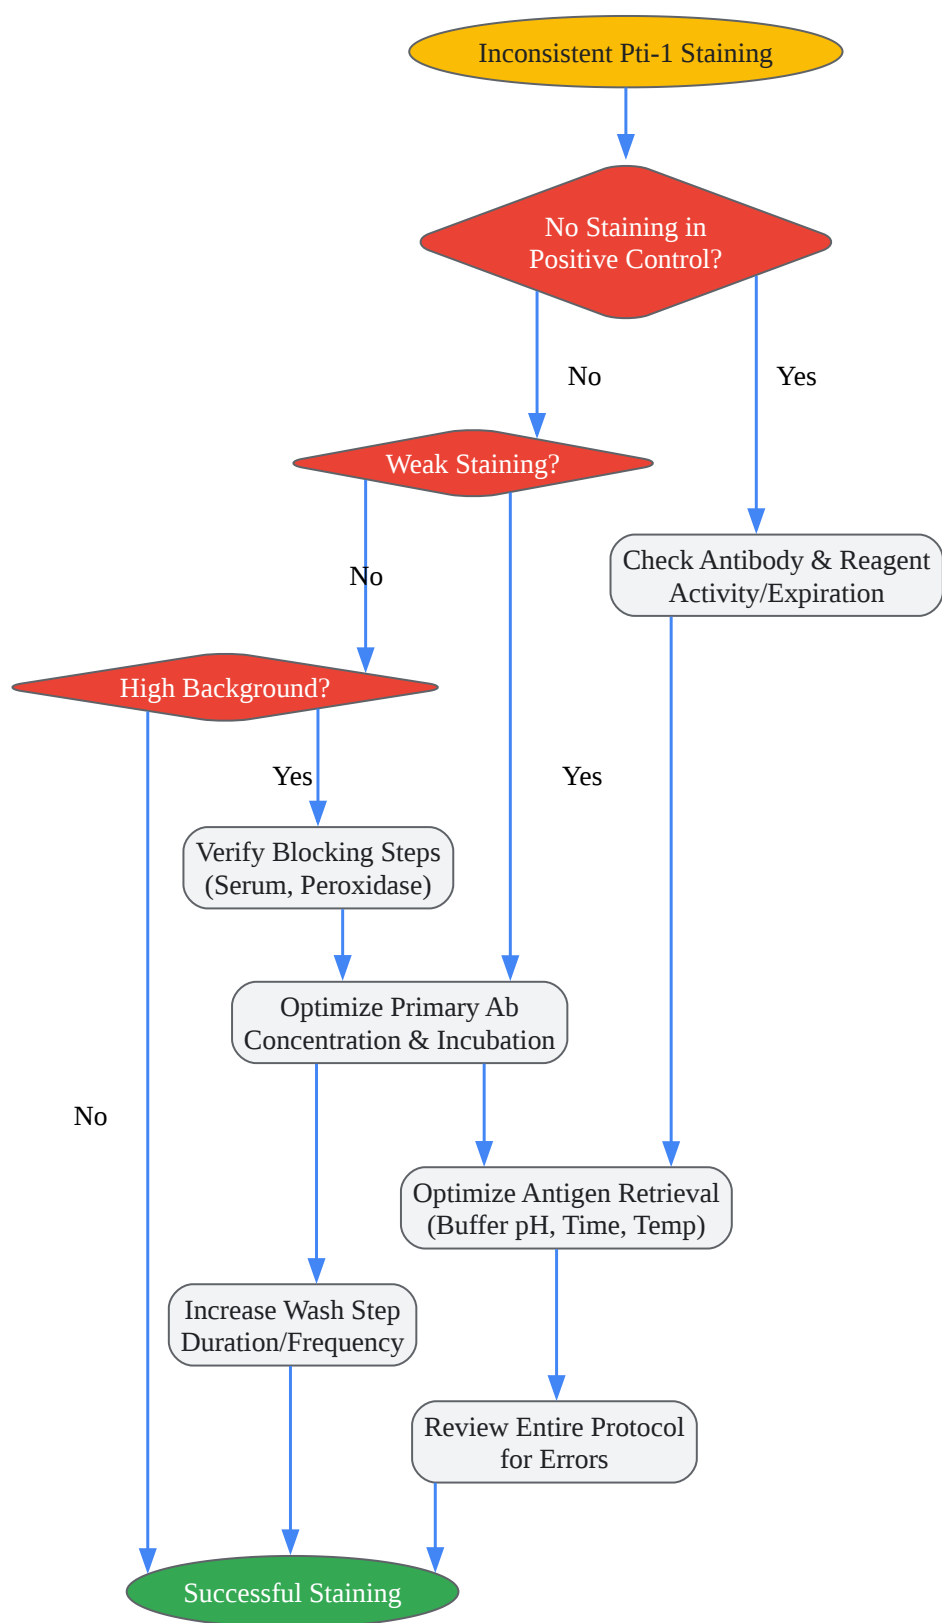 Inconsistent Pti-1 Staining
No Staining in
Positive Control?
No
Yes
Weak Staining?
Check Antibody & Reagent
Activity/Expiration
No
High Background?
Yes
Yes
Verify Blocking Steps
(Serum, Peroxidase)
Optimize Primary Ab
Concentration & Incubation
No
Optimize Antigen Retrieval
(Buffer pH, Time, Temp)
Increase Wash Step
Duration/Frequency
Review Entire Protocol
for Errors
Successful Staining